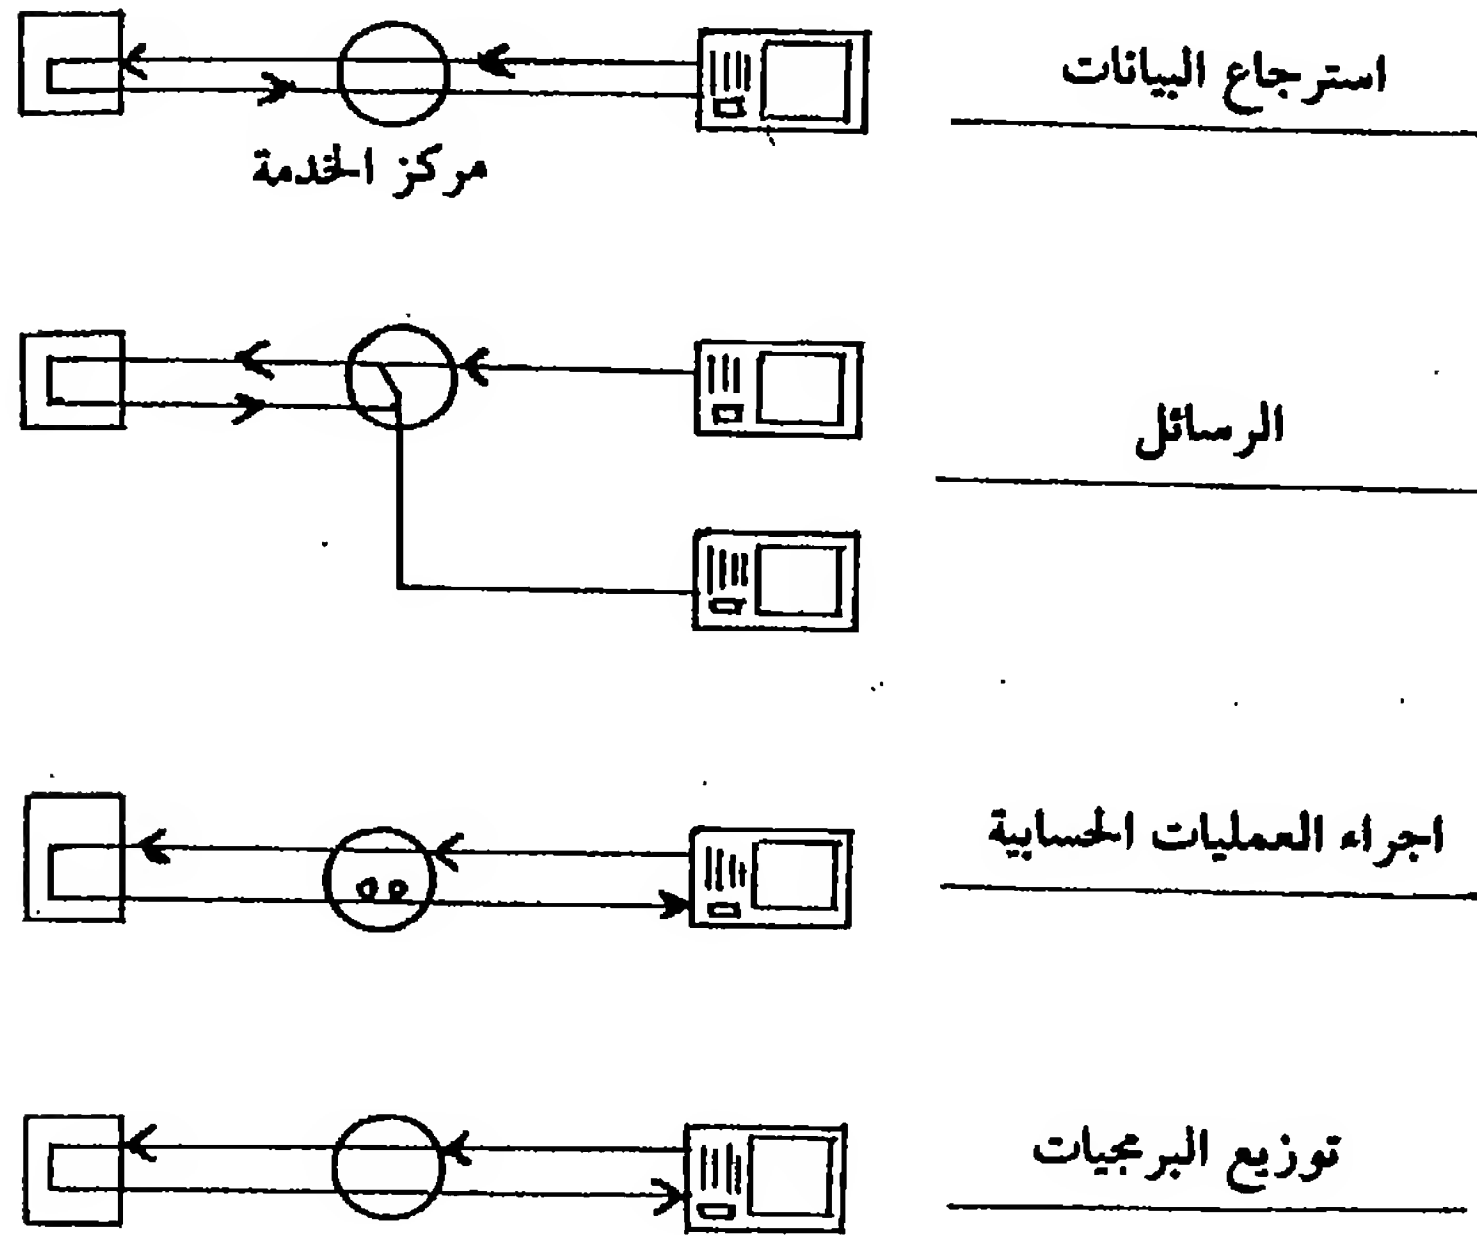 استرجاع البيانات
مركز الخدمة
الرسائل
اجراء العمليات الحسابية
توزيع البرمجيات